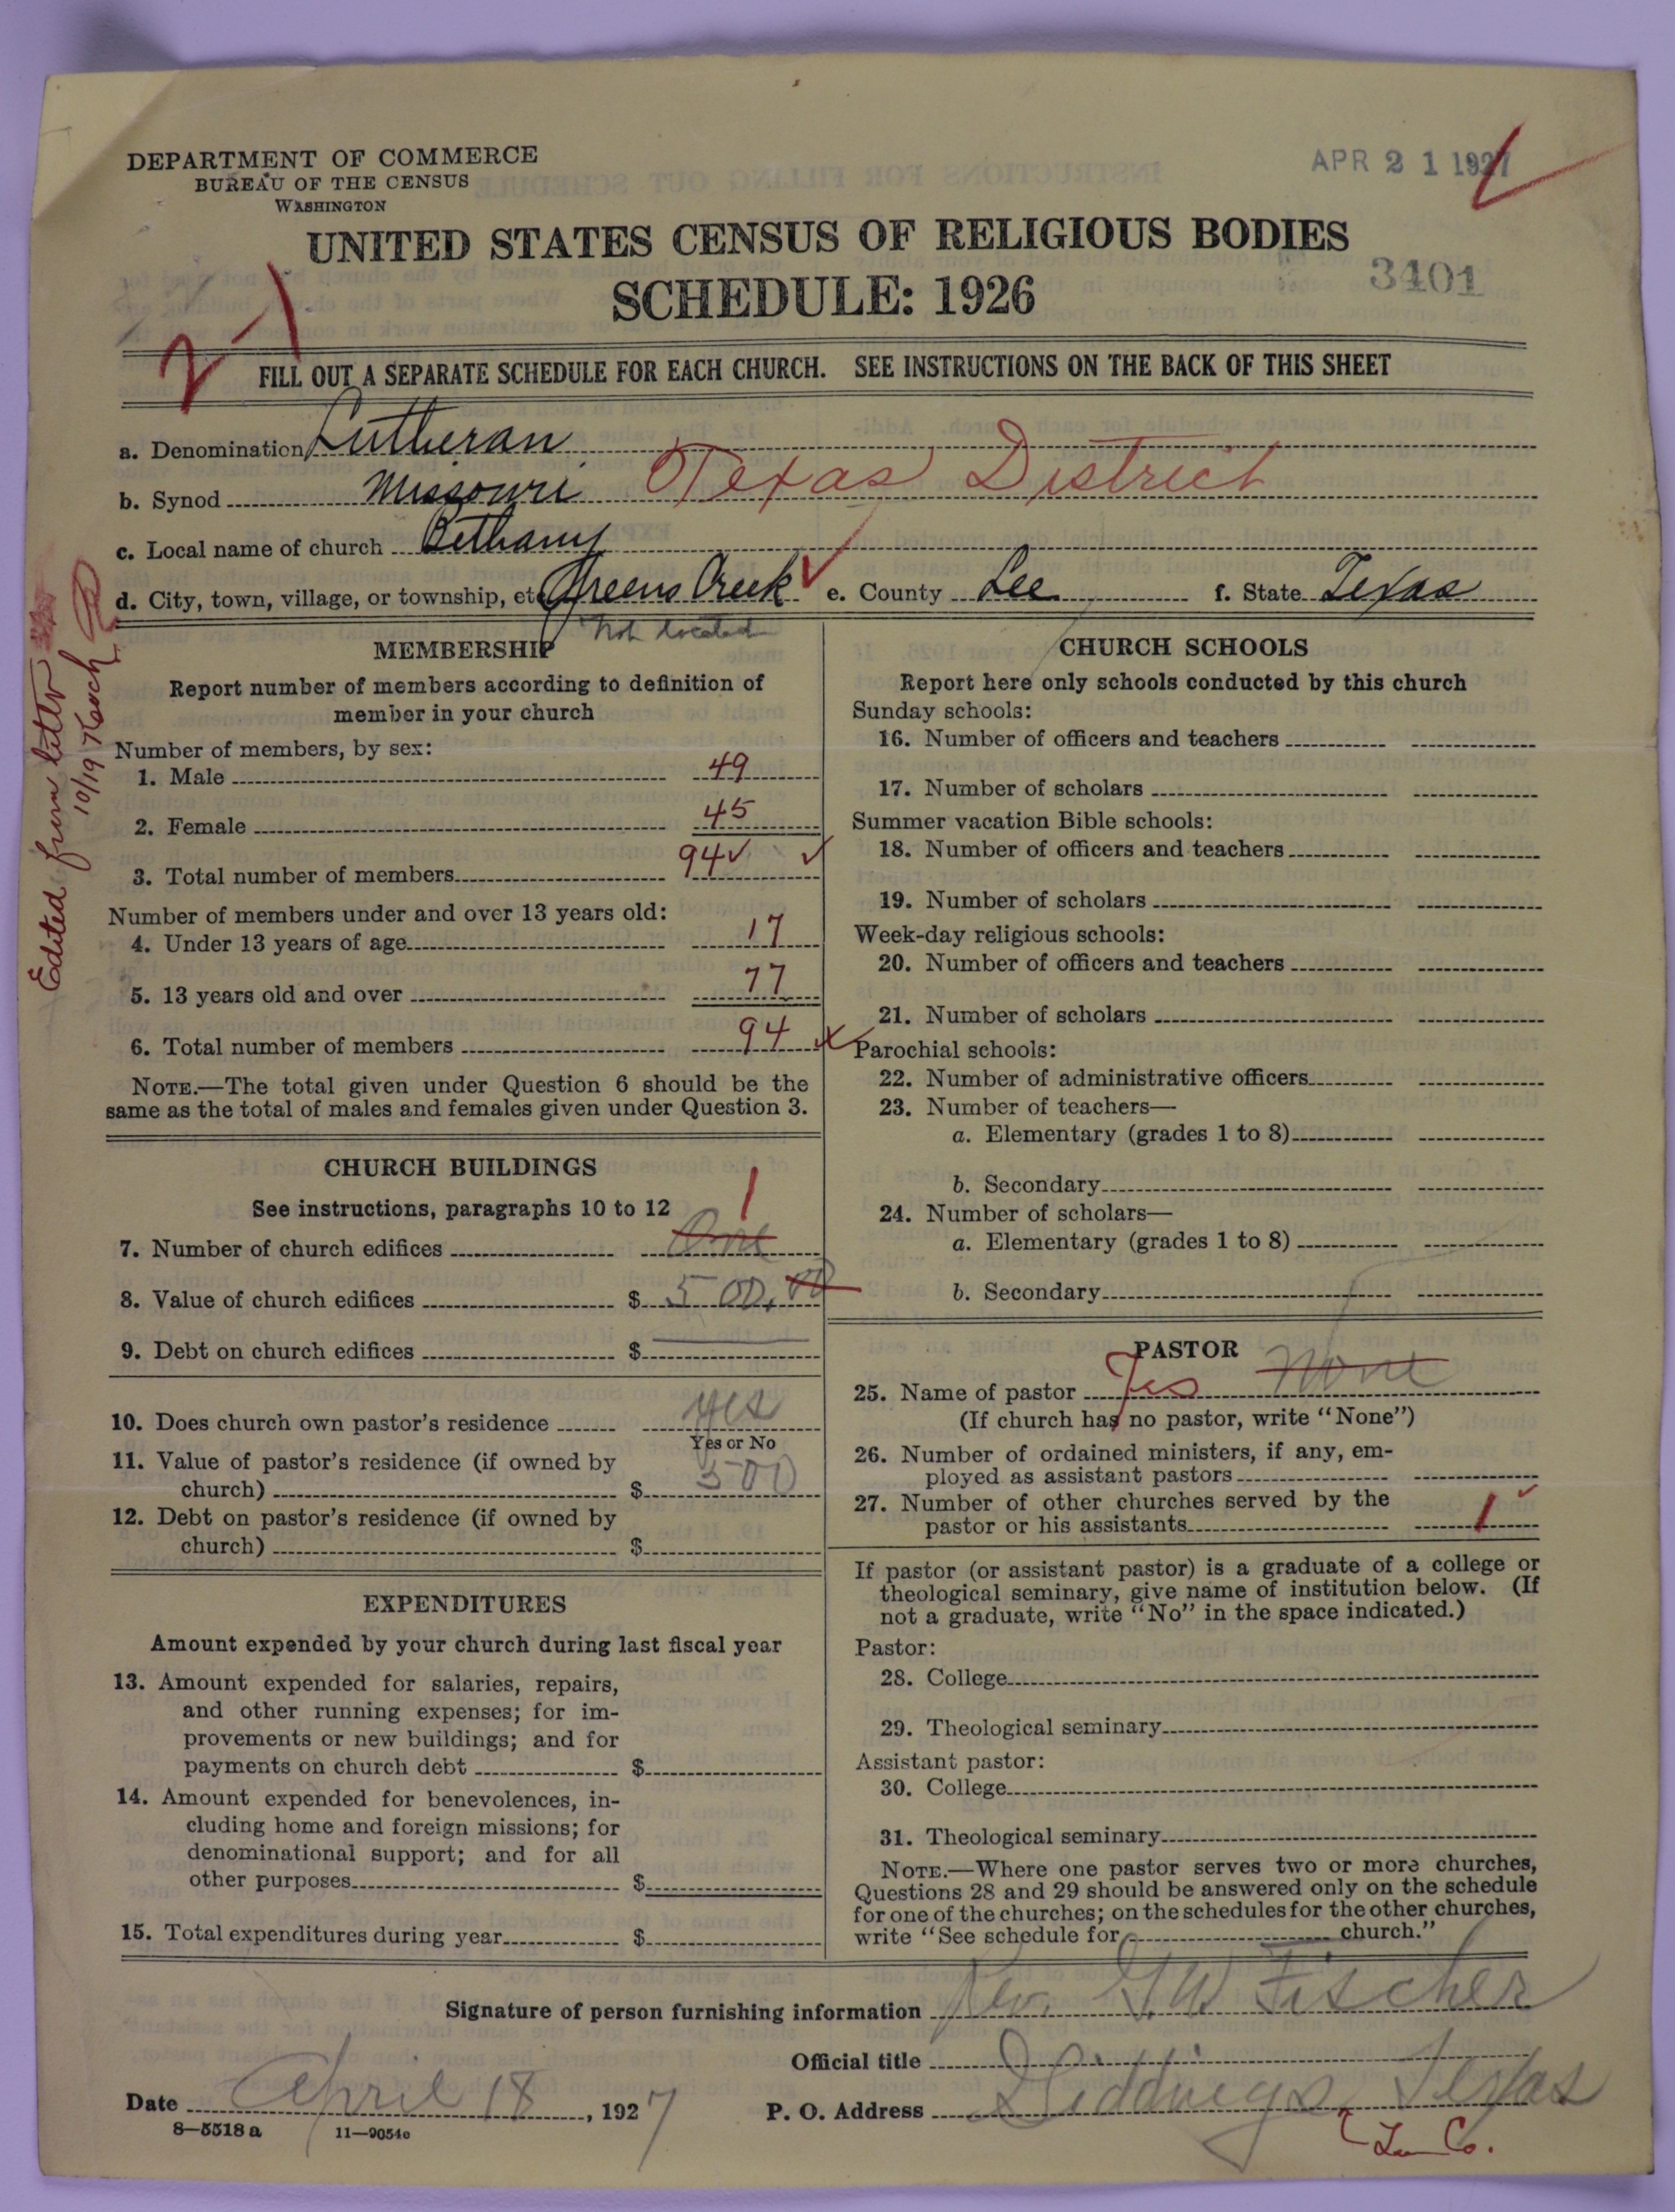 DEPARTMENT OF COMMERCE
BUREAU OF THE CENSUS
WASHINGTON
APR 21 1927
UNITED STATES CENSUS OF RELIGIOUS BODIES
SCHEDULE: 1926
3401
2
FILL OUT A SEPARATE SCHEDULE FOR EACH CHURCH. SEE INSTRUCTIONS ON THE BACK OF THIS SHEET
a. Denomination Lutheran
b. Synod Missouri Texas District
c. Local name of church Bethany
d. City, town, village, or township, etc Greens Creek e. County Lee f. State Texas
Not located
Edited from letter
10/19 Koch
MEMBERSHIP
Report number of members according to definition of
member in your church
Number of members, by sex:
1. Male 49
2. Female 45
3. Total number of members 94
Number of members under and over 13 years old:
4. Under 13 years of age 17
5. 13 years old and over 77
6. Total number of members 94
NOTE.—The total given under Question 6 should be the
same as the total of males and females given under Question 3.
CHURCH BUILDINGS
See instructions, paragraphs 10 to 12
7. Number of church edifices One 1
8. Value of church edifices $ 500.00
9. Debt on church edifices $
10. Does church own pastor's residence yes
Yes or No
11. Value of pastor's residence (if owned by
church) $ 500
12. Debt on pastor's residence (if owned by
church) $
EXPENDITURES
Amount expended by your church during last fiscal year
13. Amount expended for salaries, repairs,
and other running expenses; for im-
provements or new buildings; and for
payments on church debt $
14. Amount expended for benevolences, in-
cluding home and foreign missions; for
denominational support; and for all
other purposes $
15. Total expenditures during year $
CHURCH SCHOOLS
Report here only schools conducted by this church
Sunday schools:
16. Number of officers and teachers
17. Number of scholars
Summer vacation Bible schools:
18. Number of officers and teachers
19. Number of scholars
Week-day religious schools:
20. Number of officers and teachers
21. Number of scholars
Parochial schools:
22. Number of administrative officers
23. Number of teachers—
a. Elementary (grades 1 to 8)
b. Secondary
24. Number of scholars—
a. Elementary (grades 1 to 8)
b. Secondary
PASTOR
25. Name of pastor Yes None
(If church has no pastor, write "None")
26. Number of ordained ministers, if any, em-
ployed as assistant pastors
27. Number of other churches served by the
pastor or his assistants 1
If pastor (or assistant pastor) is a graduate of a college or
theological seminary, give name of institution below. (If
not a graduate, write "No" in the space indicated.)
Pastor:
28. College
29. Theological seminary
Assistant pastor:
30. College
31. Theological seminary
NOTE.—Where one pastor serves two or more churches,
Questions 28 and 29 should be answered only on the schedule
for one of the churches; on the schedules for the other churches,
write "See schedule for church."
Signature of person furnishing information Rev. G.W. Fischer
Official title
Date April 18, 1927 P. O. Address Giddings, Texas
Lee Co.
8—5518a 11—9054c